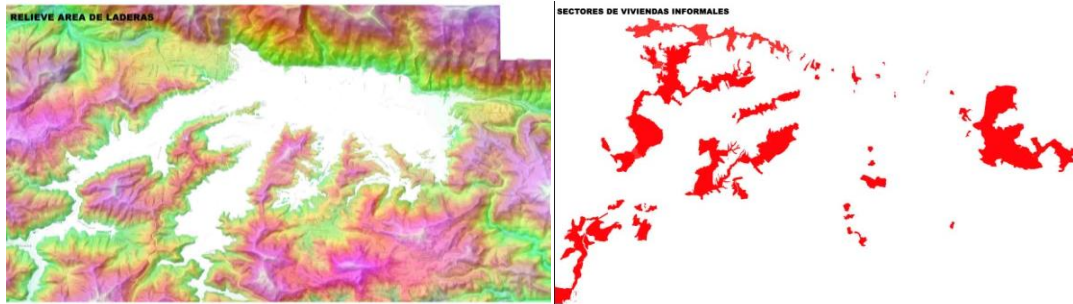 RELIEVE AREA DE LADERAS
SECTORES DE VIVIENDAS INFORMALES